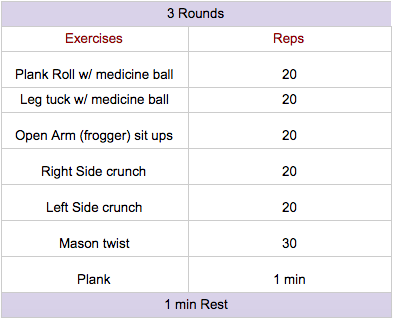 3 Rounds
Exercises Reps
Plank Roll w/ medicine ball 20
Leg tuck w/ medicine ball 20
Open Arm (frogger) sit ups 20
Right Side crunch 20
Left Side crunch 20
Mason twist 30
Plank 1 min
1 min Rest